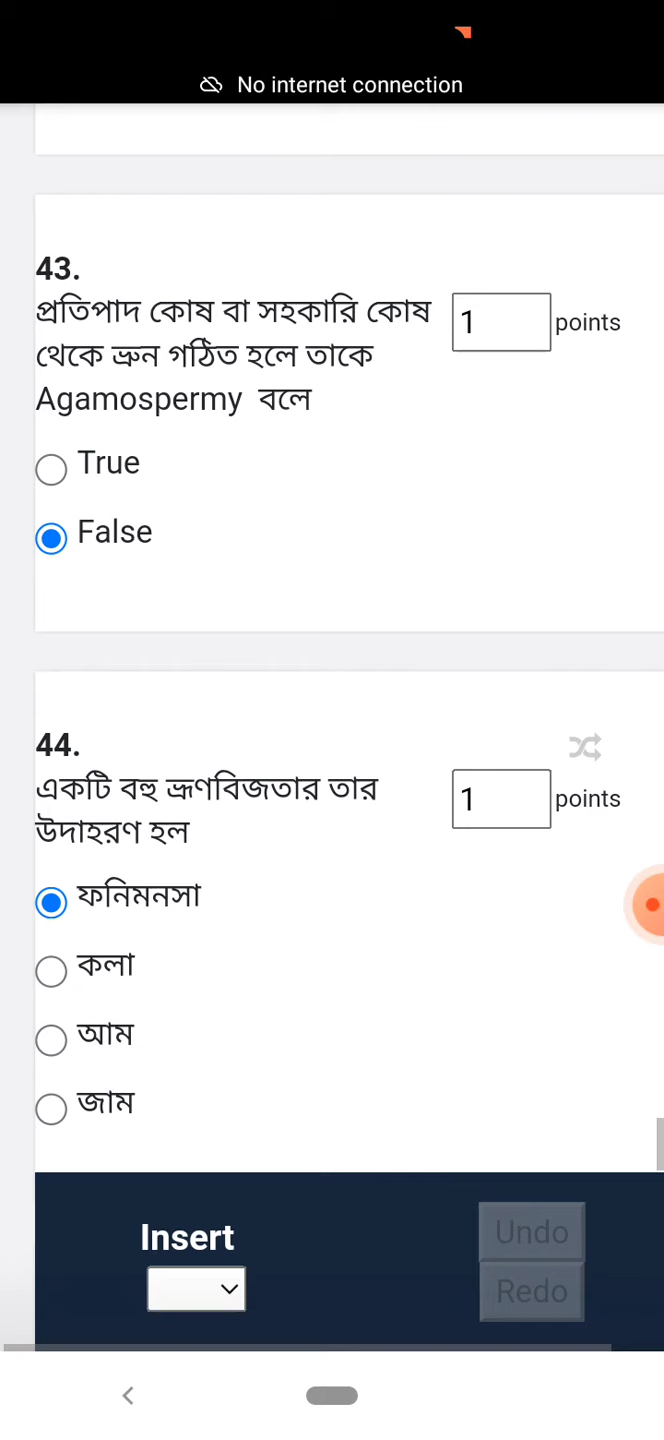 No internet connection
43.
প্রতিপাদ কোষ বা সহকারি কোষ
থেকে ভ্রুন গঠিত হলে তাকে
Agamospermy বলে
1 points
True
False
44.
একটি বহু ভ্রূণবিজতার তার
উদাহরণ হল
1 points
ফনিমনসা
কলা
আম
জাম
Insert
Undo
Redo